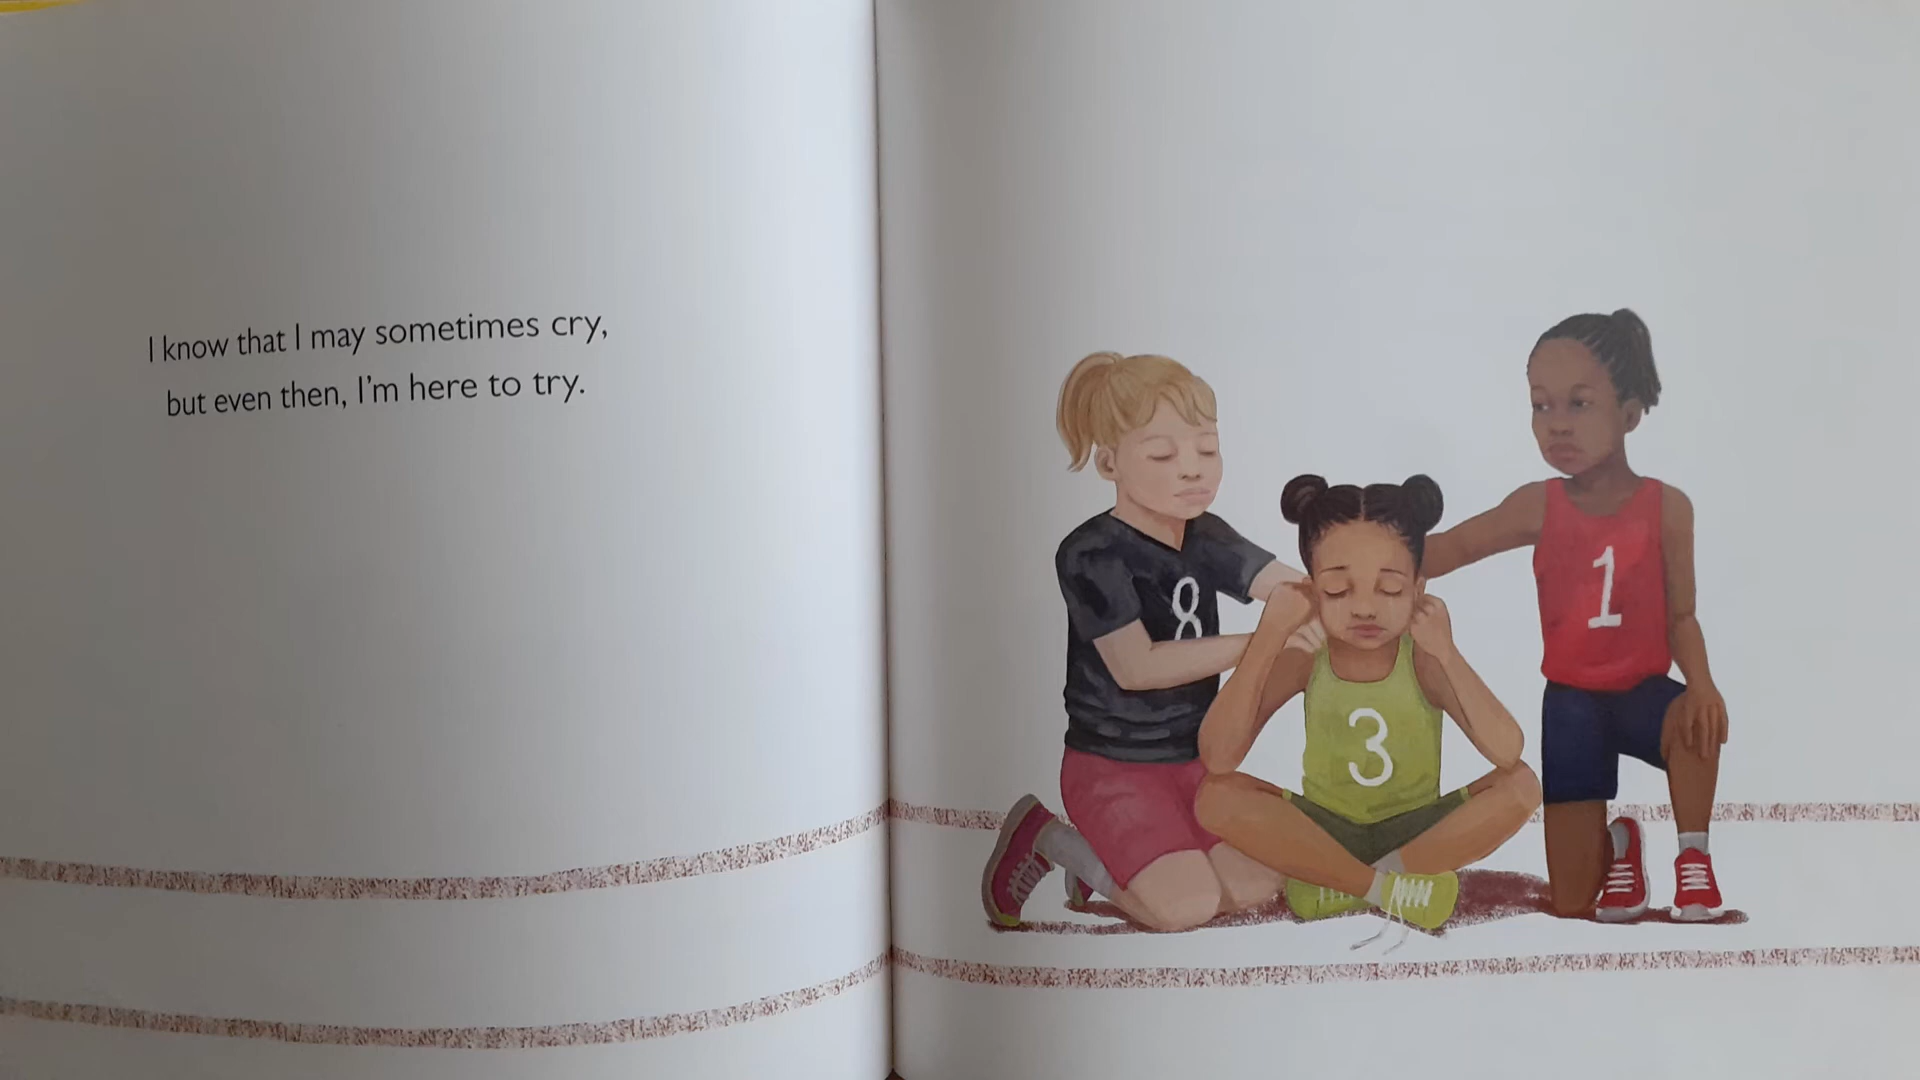 I know that I may sometimes cry,
but even then, I'm here to try.
8
3
1